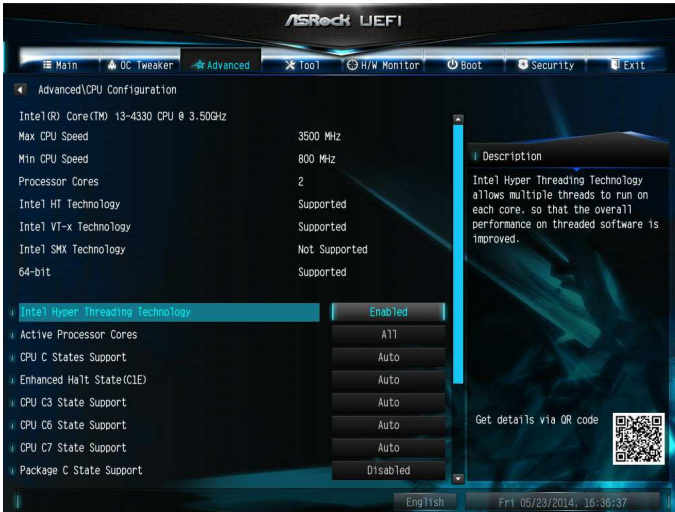 ASRock UEFI
Main OC Tweaker Advanced Tool H/W Monitor Boot Security Exit
Advanced\CPU Configuration
Intel(R) Core(TM) i3-4330 CPU @ 3.50GHz
Max CPU Speed 3500 MHz
Min CPU Speed 800 MHz
Processor Cores 2
Intel HT Technology Supported
Intel VT-x Technology Supported
Intel SMX Technology Not Supported
64-bit Supported
Intel Hyper Threading Technology Enabled
Active Processor Cores All
CPU C States Support Auto
Enhanced Halt State(C1E) Auto
CPU C3 State Support Auto
CPU C6 State Support Auto
CPU C7 State Support Auto
Package C State Support Disabled
Description
Intel Hyper Threading Technology
allows multiple threads to run on
each core. so that the overall
performance on threaded software is
improved.
Get details via QR code
English Fri 05/23/2014. 16:36:37